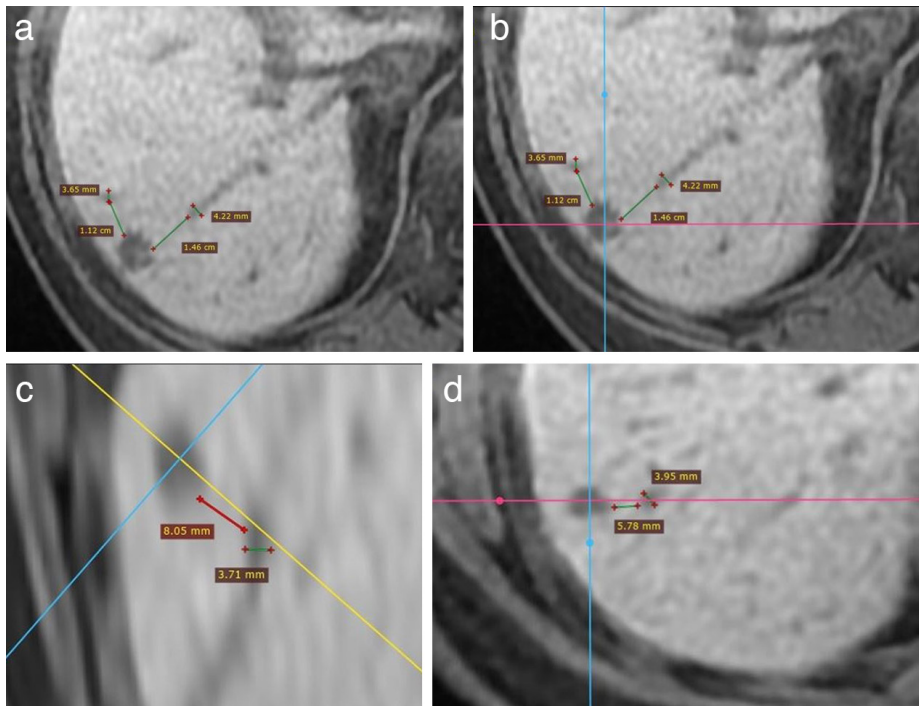 a
3.65 mm
4.22 mm
1.12 cm
1.46 cm
b
3.65 mm
4.22 mm
1.12 cm
1.46 cm
c
8.05 mm
3.71 mm
d
3.95 mm
5.78 mm